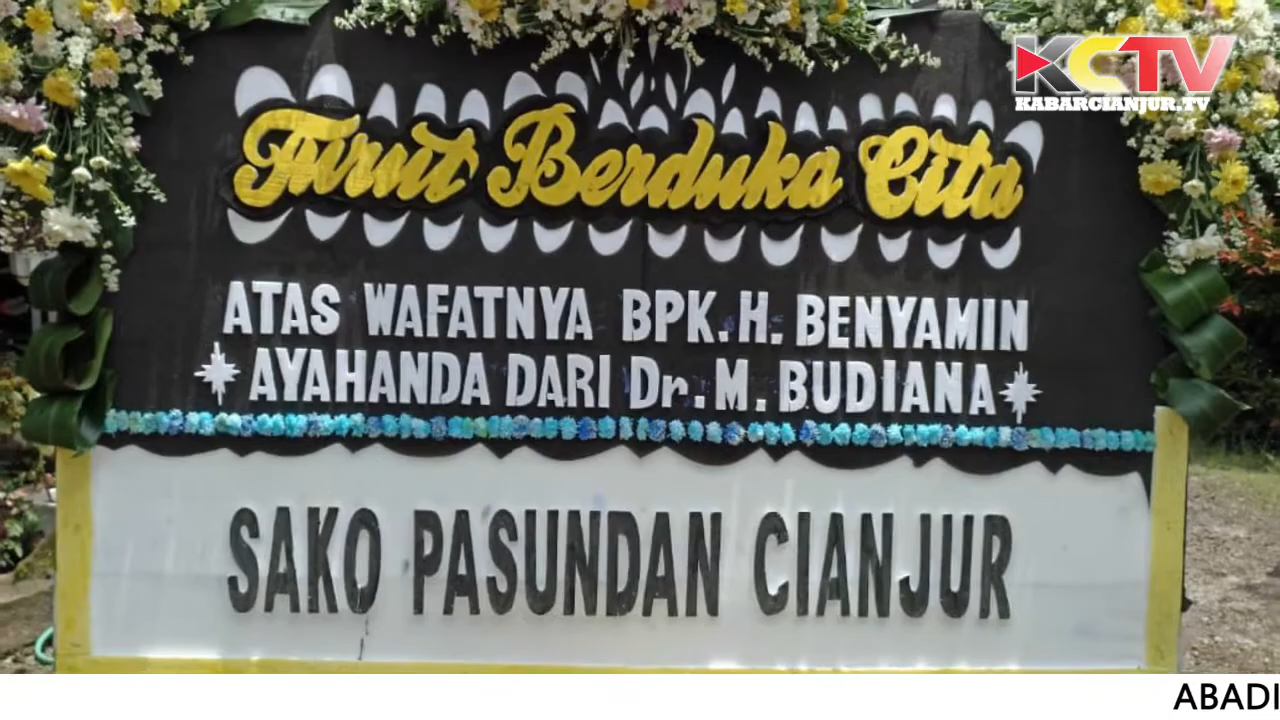 KCTV
KABARCIANJUR.TV
Turut Berduka Cita
ATAS WAFATNYA BPK. H. BENYAMIN
AYAHANDA DARI Dr. M. BUDIANA
SAKO PASUNDAN CIANJUR
ABADI